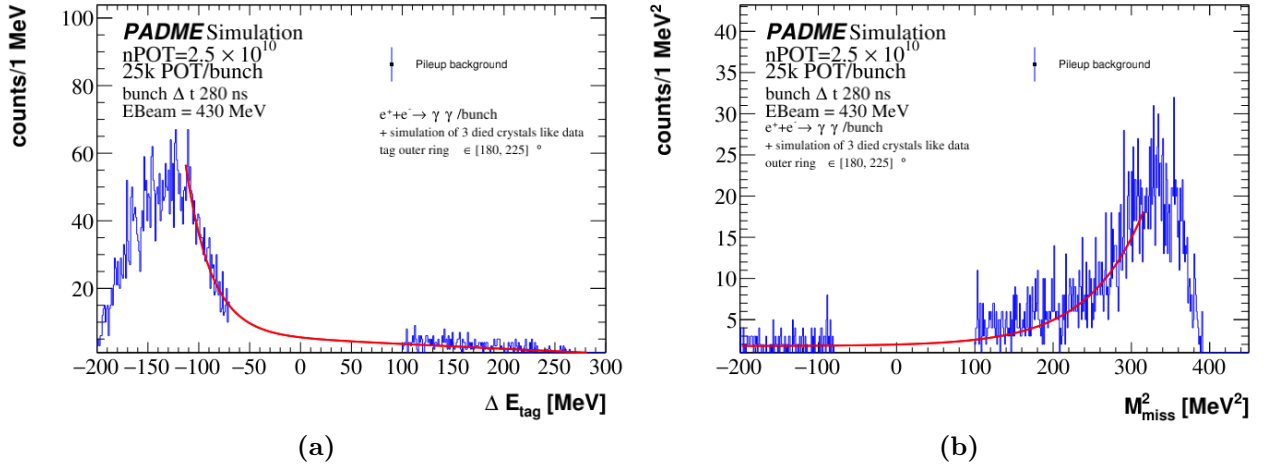 counts/1 MeV
100
80
60
40
20
PADME Simulation
nPOT=2.5 × 10^10
25k POT/bunch
bunch Δ t 280 ns
EBeam = 430 MeV
Pileup background
e⁺+e⁻→ γ γ /bunch
+ simulation of 3 died crystals like data
tag outer ring ∈ [180, 225] °
−200 −150 −100 −50 0 50 100 150 200 250 300
Δ E_tag [MeV]
(a)
counts/1 MeV²
40
35
30
25
20
15
10
5
PADME Simulation
nPOT=2.5 × 10^10
25k POT/bunch
bunch Δ t 280 ns
EBeam = 430 MeV
e⁺+e⁻→ γ γ /bunch
+ simulation of 3 died crystals like data
outer ring ∈ [180, 225] °
Pileup background
−200 −100 0 100 200 300 400
M²_miss [MeV²]
(b)